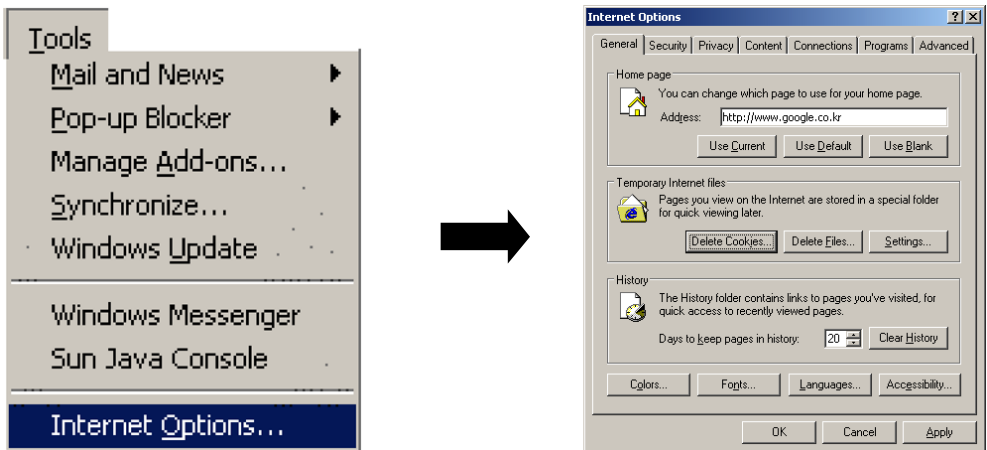 Tools
Mail and News
Pop-up Blocker
Manage Add-ons...
Synchronize...
Windows Update
Windows Messenger
Sun Java Console
Internet Options...
Internet Options
General Security Privacy Content Connections Programs Advanced
Home page
You can change which page to use for your home page.
Address: http://www.google.co.kr
Use Current Use Default Use Blank
Temporary Internet files
Pages you view on the Internet are stored in a special folder
for quick viewing later.
Delete Cookies... Delete Files... Settings...
History
The History folder contains links to pages you've visited, for
quick access to recently viewed pages.
Days to keep pages in history: 20 Clear History
Colors... Fonts... Languages... Accessibility...
OK Cancel Apply